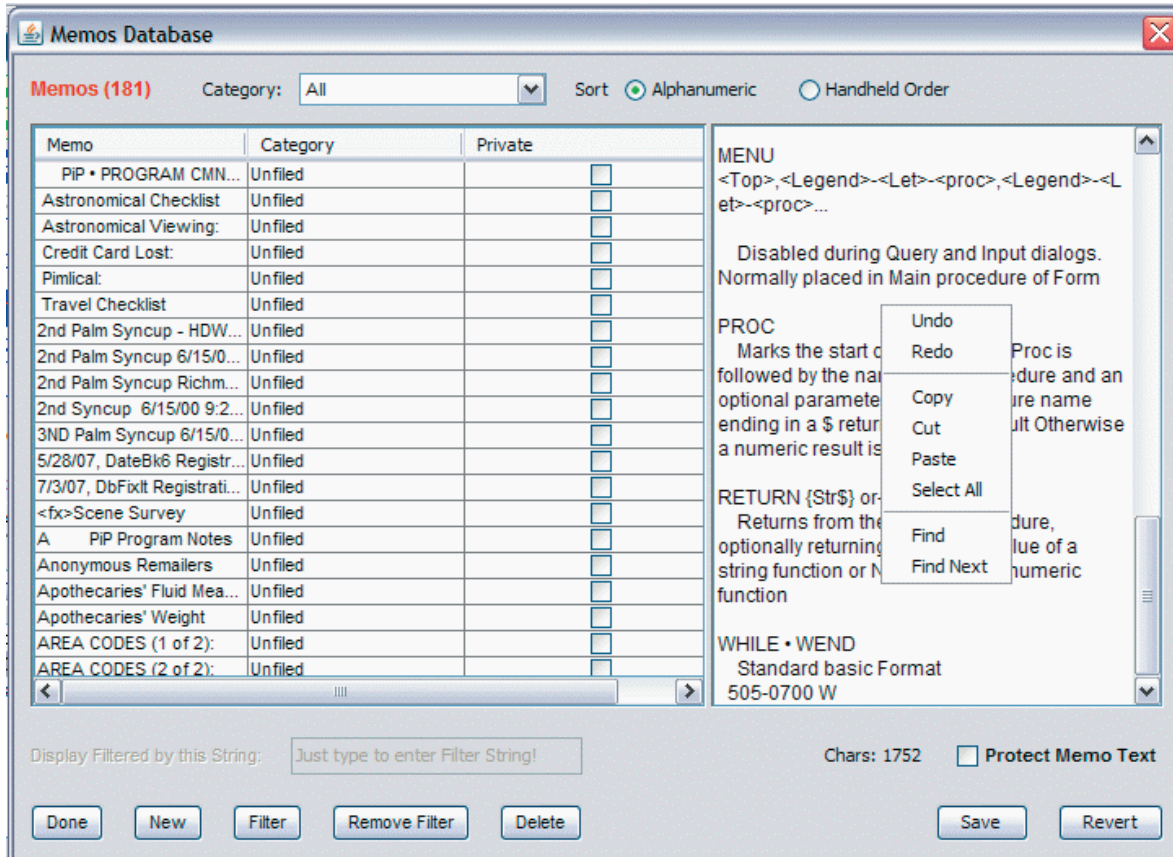 Memos Database
Memos (181) Category: All Sort Alphanumeric Handheld Order
Memo Category Private
PiP • PROGRAM CMN... Unfiled
Astronomical Checklist Unfiled
Astronomical Viewing: Unfiled
Credit Card Lost: Unfiled
Pimlical: Unfiled
Travel Checklist Unfiled
2nd Palm Syncup - HDW... Unfiled
2nd Palm Syncup 6/15/0... Unfiled
2nd Palm Syncup Richm... Unfiled
2nd Syncup 6/15/00 9:2... Unfiled
3ND Palm Syncup 6/15/0... Unfiled
5/28/07, DateBk6 Registr... Unfiled
7/3/07, DbFixIt Registrati... Unfiled
<fx>Scene Survey Unfiled
A PiP Program Notes Unfiled
Anonymous Remailers Unfiled
Apothecaries' Fluid Mea... Unfiled
Apothecaries' Weight Unfiled
AREA CODES (1 of 2): Unfiled
AREA CODES (2 of 2): Unfiled
MENU
<Top>,<Legend>-<Let>-<proc>,<Legend>-<L
et>-<proc>...
Disabled during Query and Input dialogs.
Normally placed in Main procedure of Form
PROC
Marks the start Proc is
followed by the edure and an
optional ure name
ending in a $ ult Otherwise
a numeric result is
RETURN {Str$} or-
Returns from the dure,
optionally returning lue of a
string function or numeric
function
WHILE • WEND
Standard basic Format
505-0700 W
Undo
Redo
Copy
Cut
Paste
Select All
Find
Find Next
Display Filtered by this String: Just type to enter Filter String! Chars: 1752 Protect Memo Text
Done New Filter Remove Filter Delete Save Revert